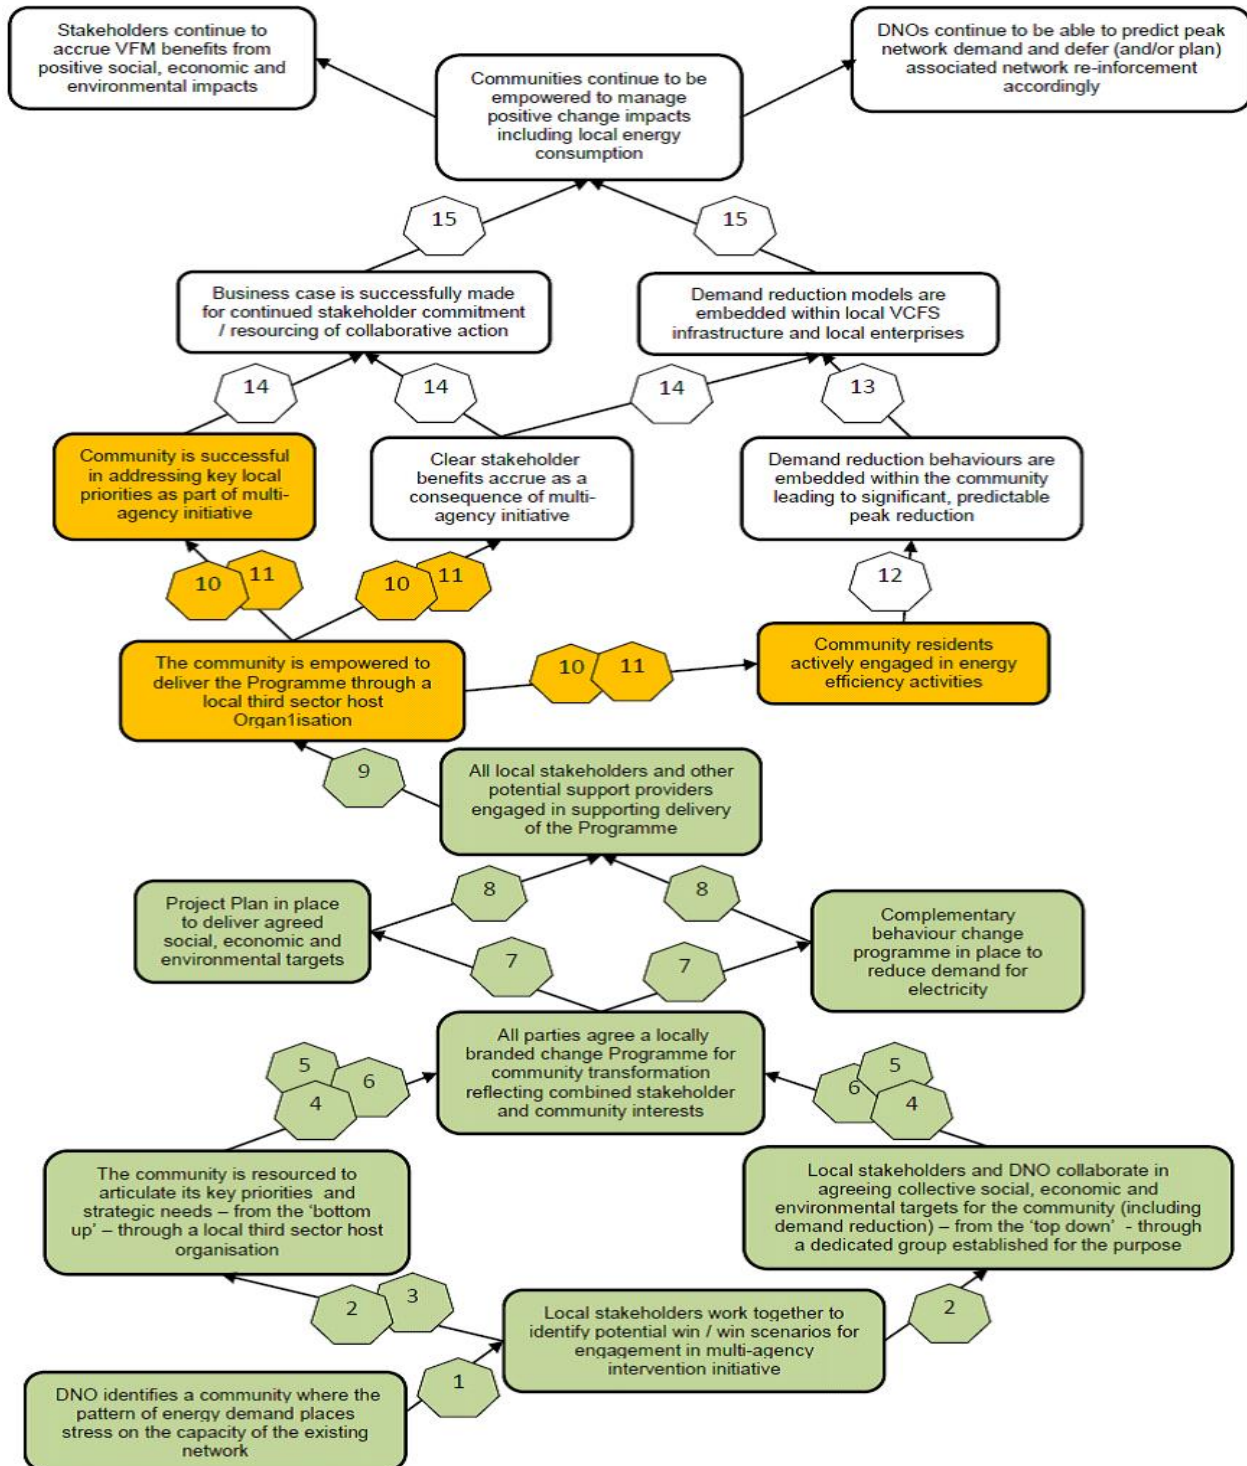 Stakeholders continue to
accrue VFM benefits from
positive social, economic and
environmental impacts
DNOs continue to be able to predict peak
network demand and defer (and/or plan)
associated network re-inforcement
accordingly
Communities continue to be
empowered to manage
positive change impacts
including local energy
consumption
15
15
Business case is successfully made
for continued stakeholder commitment
/ resourcing of collaborative action
Demand reduction models are
embedded within local VCFS
infrastructure and local enterprises
14
14
14
13
Community is successful
in addressing key local
priorities as part of multi-
agency initiative
Clear stakeholder
benefits accrue as a
consequence of multi-
agency initiative
Demand reduction behaviours are
embedded within the community
leading to significant, predictable
peak reduction
10
11
10
11
12
The community is empowered to
deliver the Programme through a
local third sector host
Organ1isation
10
11
Community residents
actively engaged in energy
efficiency activities
9
All local stakeholders and other
potential support providers
engaged in supporting delivery
of the Programme
8
8
Project Plan in place
to deliver agreed
social, economic and
environmental targets
Complementary
behaviour change
programme in place to
reduce demand for
electricity
7
7
All parties agree a locally
branded change Programme for
community transformation
reflecting combined stakeholder
and community interests
5
6
4
5
6
4
The community is resourced to
articulate its key priorities and
strategic needs – from the ‘bottom
up’ – through a local third sector host
organisation
Local stakeholders and DNO collaborate in
agreeing collective social, economic and
environmental targets for the community (including
demand reduction) – from the ‘top down’ - through
a dedicated group established for the purpose
2
3
2
Local stakeholders work together to
identify potential win / win scenarios for
engagement in multi-agency
intervention initiative
1
DNO identifies a community where the
pattern of energy demand places
stress on the capacity of the existing
network